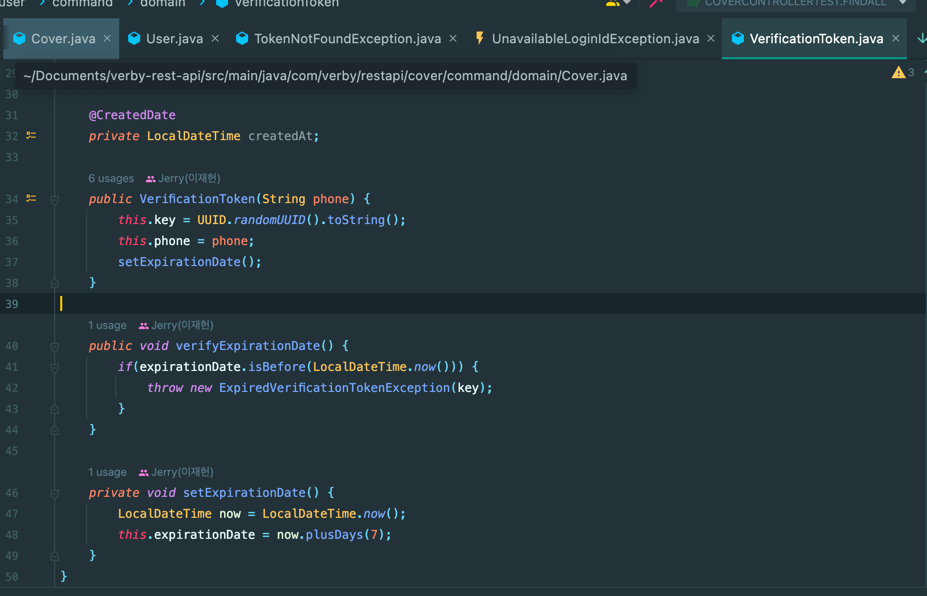 user > command > domain > VerificationToken
COVERCONTROLLERTEST.FINDALL
Cover.java × User.java × TokenNotFoundException.java × UnavailableLoginIdException.java × VerificationToken.java ×
29 ~/Documents/verby-rest-api/src/main/java/com/verby/restapi/cover/command/domain/Cover.java 3
30
31 @CreatedDate
32 private LocalDateTime createdAt;
33
6 usages Jerry(이재헌)
34 public VerificationToken(String phone) {
35 this.key = UUID.randomUUID().toString();
36 this.phone = phone;
37 setExpirationDate();
38 }
39
1 usage Jerry(이재헌)
40 public void verifyExpirationDate() {
41 if(expirationDate.isBefore(LocalDateTime.now())) {
42 throw new ExpiredVerificationTokenException(key);
43 }
44 }
45
1 usage Jerry(이재헌)
46 private void setExpirationDate() {
47 LocalDateTime now = LocalDateTime.now();
48 this.expirationDate = now.plusDays(7);
49 }
50 }